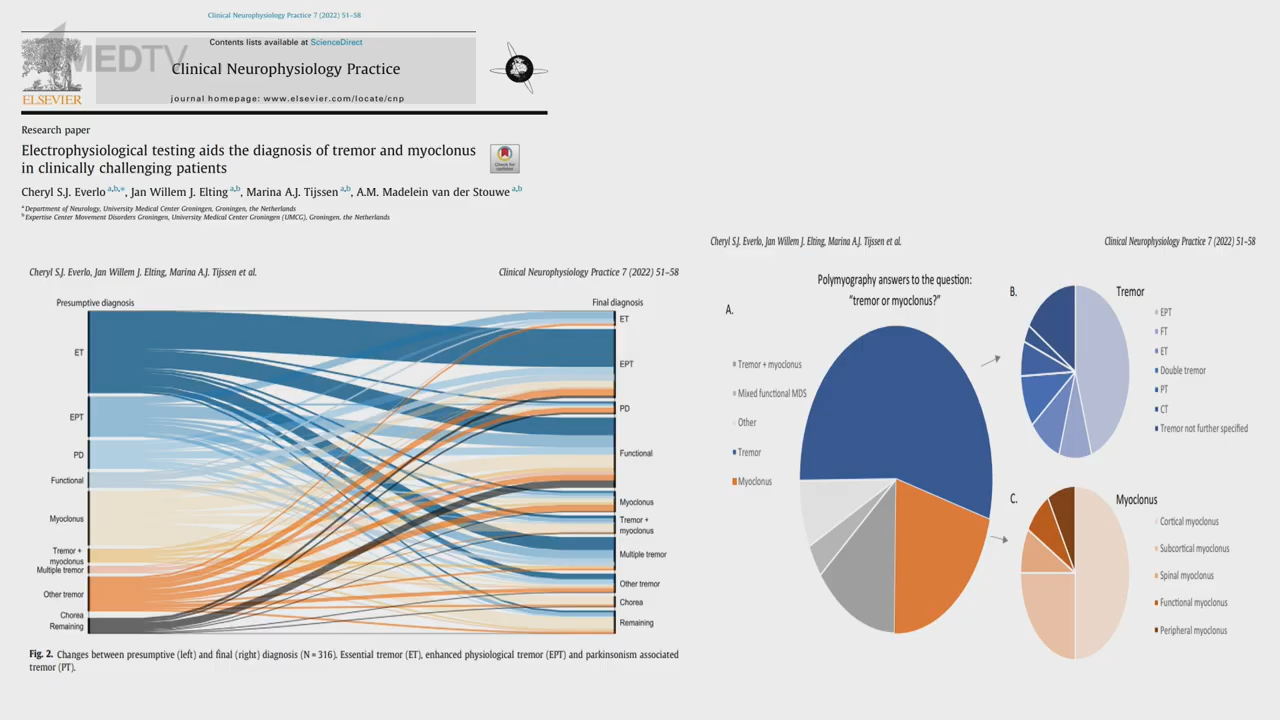 Clinical Neurophysiology Practice 7 (2022) 51–58
MEDTV
Contents lists available at ScienceDirect
Clinical Neurophysiology Practice
journal homepage: www.elsevier.com/locate/cnp
ELSEVIER
Research paper
Electrophysiological testing aids the diagnosis of tremor and myoclonus
in clinically challenging patients
Check for
updates
Cheryl S.J. Everlo a,b,*, Jan Willem J. Elting a,b, Marina A.J. Tijssen a,b, A.M. Madelein van der Stouwe a,b
a Department of Neurology, University Medical Center Groningen, Groningen, the Netherlands
b Expertise Center Movement Disorders Groningen, University Medical Center Groningen (UMCG), Groningen, the Netherlands
Cheryl S.J. Everlo, Jan Willem J. Elting, Marina A.J. Tijssen et al.
Clinical Neurophysiology Practice 7 (2022) 51–58
Presumptive diagnosis
Final diagnosis
ET
EPT
PD
Functional
Myoclonus
Tremor +
myoclonus
Multiple tremor
Other tremor
Chorea
Remaining
ET
EPT
PD
Functional
Myoclonus
Tremor +
myoclonus
Multiple tremor
Other tremor
Chorea
Remaining
Fig. 2. Changes between presumptive (left) and final (right) diagnosis (N = 316). Essential tremor (ET), enhanced physiological tremor (EPT) and parkinsonism associated
tremor (PT).
Cheryl S.J. Everlo, Jan Willem J. Elting, Marina A.J. Tijssen et al.
Clinical Neurophysiology Practice 7 (2022) 51–58
Polymyography answers to the question:
"tremor or myoclonus?"
A.
Tremor + myoclonus
Mixed functional MDS
Other
Tremor
Myoclonus
B.
Tremor
EPT
FT
ET
Double tremor
PT
CT
Tremor not further specified
C.
Myoclonus
Cortical myoclonus
Subcortical myoclonus
Spinal myoclonus
Functional myoclonus
Peripheral myoclonus